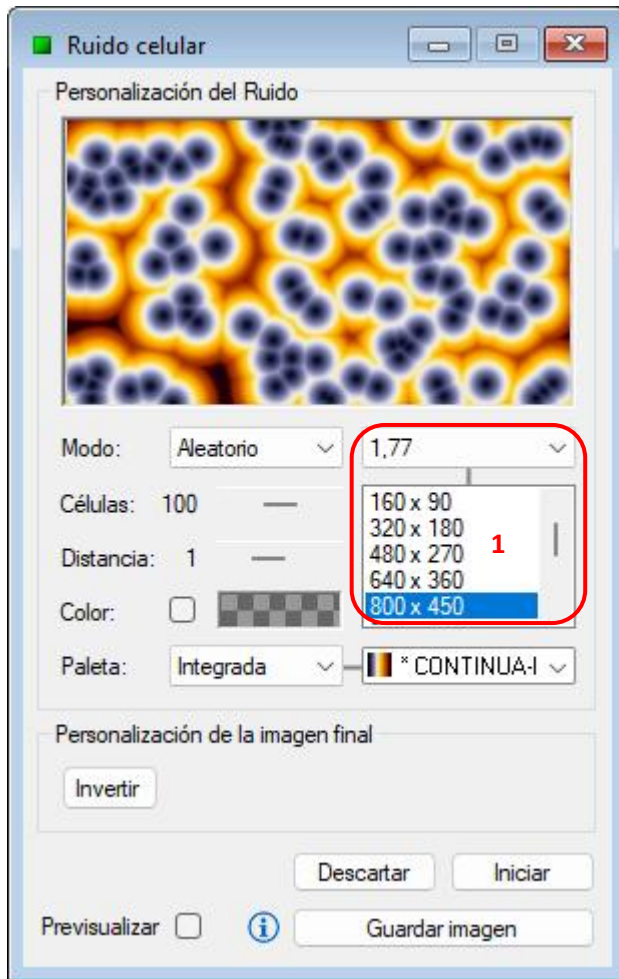 Ruido celular
Personalización del Ruido
Modo: Aleatorio 1,77
Células: 100
160 x 90
320 x 180
480 x 270
640 x 360
800 x 450
1
Distancia: 1
Color:
Paleta: Integrada * CONTINUA-I
Personalización de la imagen final
Invertir
Descartar Iniciar
Previsualizar Guardar imagen